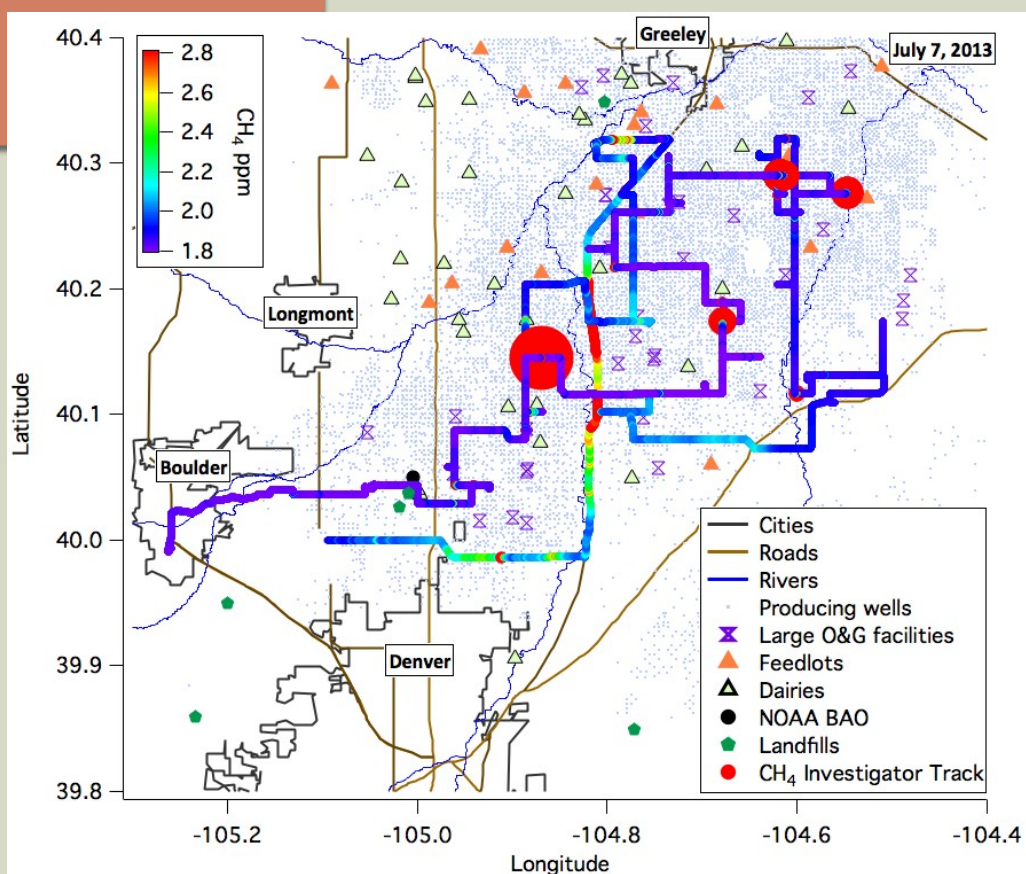 40.4
40.3
40.2
40.1
40.0
39.9
39.8
Latitude
2.8
2.6
2.4
2.2
2.0
1.8
CH4 ppm
Greeley
July 7, 2013
Longmont
Boulder
Denver
Cities
Roads
Rivers
Producing wells
Large O&G facilities
Feedlots
Dairies
NOAA BAO
Landfills
CH4 Investigator Track
-105.2
-105.0
-104.8
-104.6
-104.4
Longitude